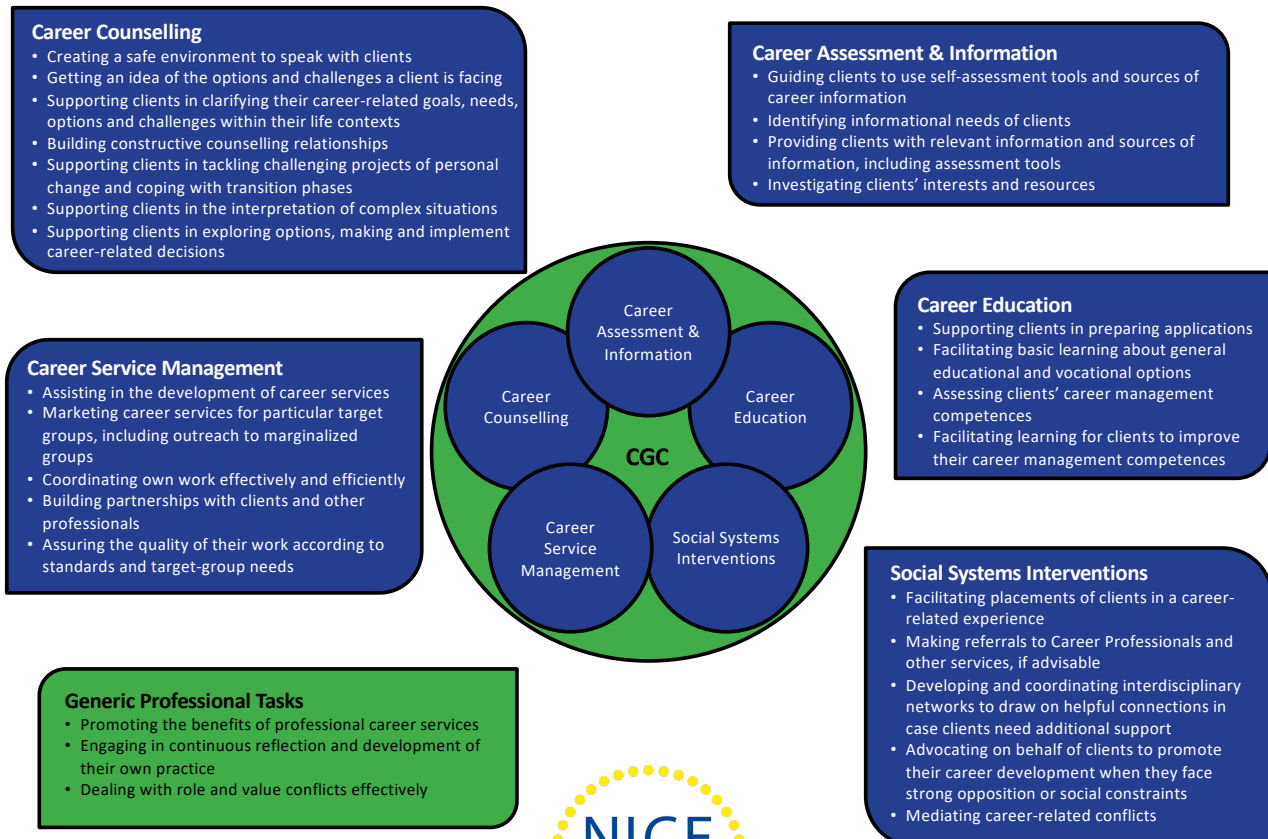 Career Counselling
• Creating a safe environment to speak with clients
• Getting an idea of the options and challenges a client is facing
• Supporting clients in clarifying their career-related goals, needs,
options and challenges within their life contexts
• Building constructive counselling relationships
• Supporting clients in tackling challenging projects of personal
change and coping with transition phases
• Supporting clients in the interpretation of complex situations
• Supporting clients in exploring options, making and implement
career-related decisions
Career Assessment & Information
• Guiding clients to use self-assessment tools and sources of
career information
• Identifying informational needs of clients
• Providing clients with relevant information and sources of
information, including assessment tools
• Investigating clients’ interests and resources
Career Service Management
• Assisting in the development of career services
• Marketing career services for particular target
groups, including outreach to marginalized
groups
• Coordinating own work effectively and efficiently
• Building partnerships with clients and other
professionals
• Assuring the quality of their work according to
standards and target-group needs
Career
Assessment &
Information
Career
Counselling
Career
Education
CGC
Career
Service
Management
Social Systems
Interventions
Career Education
• Supporting clients in preparing applications
• Facilitating basic learning about general
educational and vocational options
• Assessing clients’ career management
competences
• Facilitating learning for clients to improve
their career management competences
Social Systems Interventions
• Facilitating placements of clients in a career-
related experience
• Making referrals to Career Professionals and
other services, if advisable
• Developing and coordinating interdisciplinary
networks to draw on helpful connections in
case clients need additional support
• Advocating on behalf of clients to promote
their career development when they face
strong opposition or social constraints
• Mediating career-related conflicts
Generic Professional Tasks
• Promoting the benefits of professional career services
• Engaging in continuous reflection and development of
their own practice
• Dealing with role and value conflicts effectively
NICE